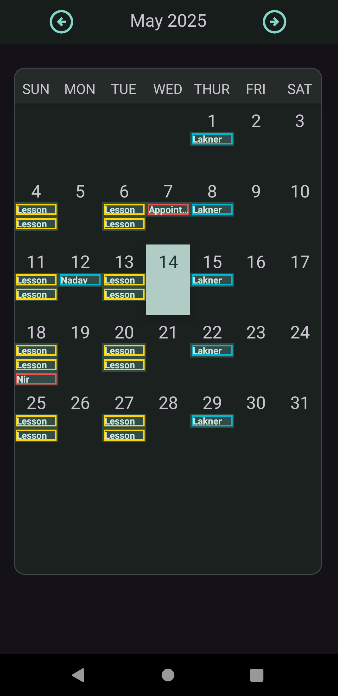 May 2025
SUN MON TUE WED THUR FRI SAT
1 2 3
Lakner
4 5 6 7 8 9 10
Lesson Lesson Appoint... Lakner
Lesson Lesson
11 12 13 14 15 16 17
Lesson Nadav Lesson Lakner
Lesson Lesson
18 19 20 21 22 23 24
Lesson Lesson Lakner
Lesson Lesson
Nir
25 26 27 28 29 30 31
Lesson Lesson Lakner
Lesson Lesson